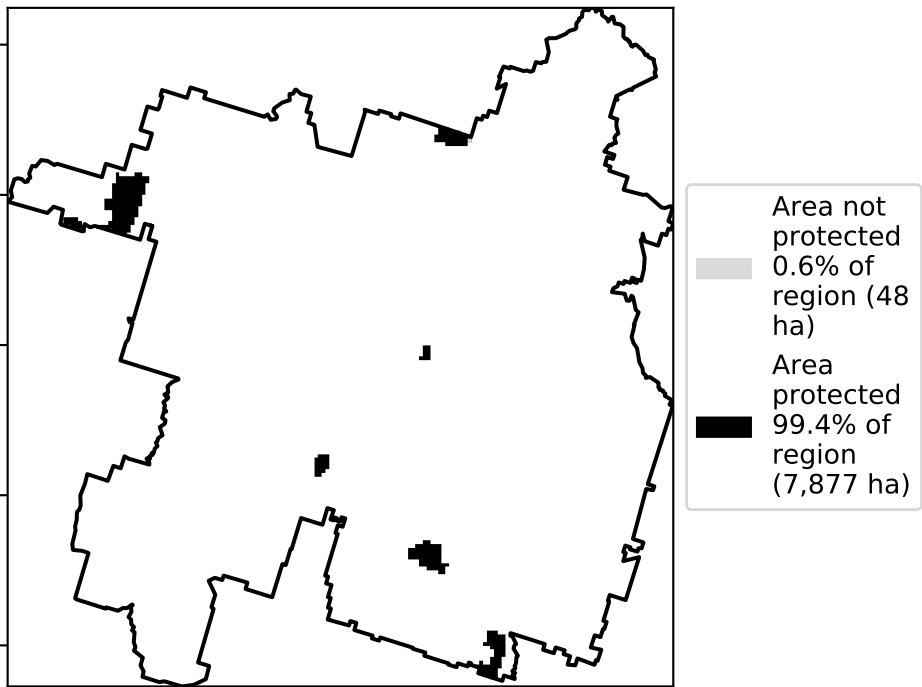 Area not
protected
0.6% of
region (48
ha)
Area
protected
99.4% of
region
(7,877 ha)